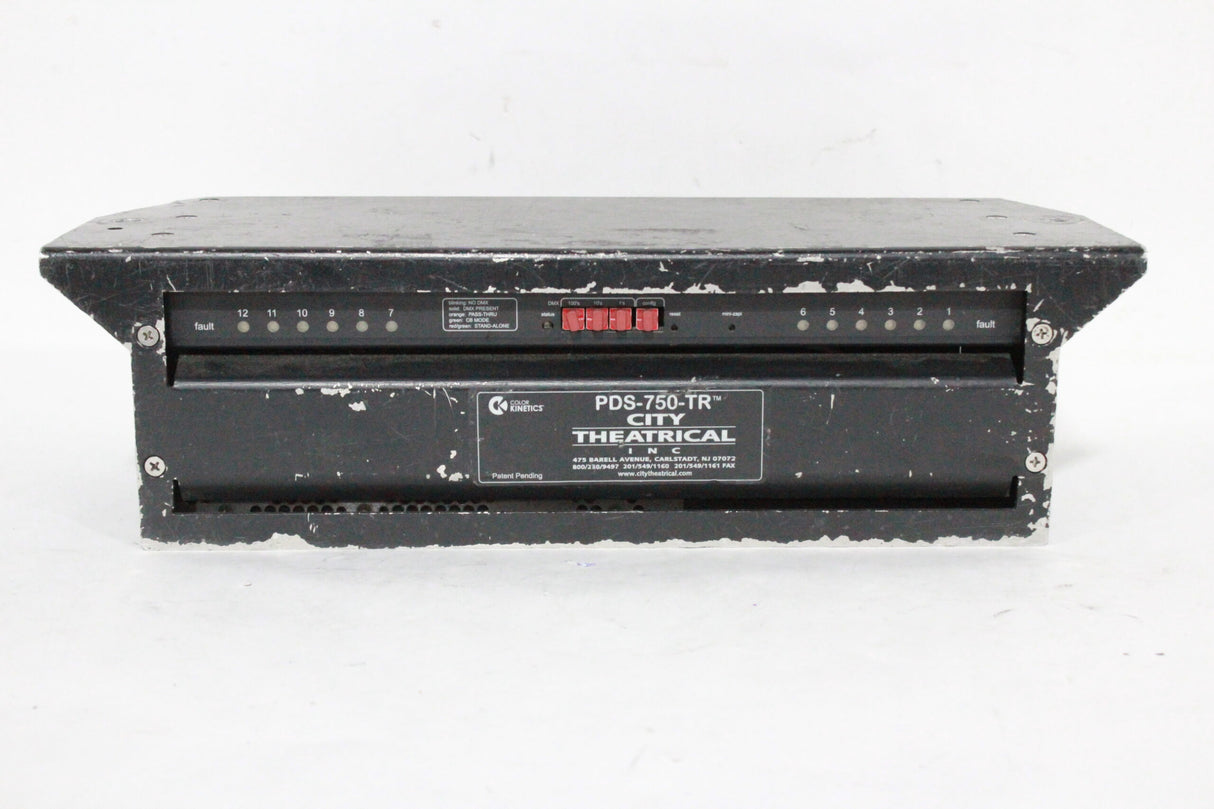 fault 12 11 10 9 8 7
blinking: NO DMX
solid: DMX PRESENT
orange: PASS-THRU
green: CB MODE
red/green: STAND-ALONE
DMX 100's 10's 1's config
status reset
6 5 4 3 2 1 fault
CK COLOR
KINETICS
PDS-750-TR™
CITY
THEATRICAL
INC
475 BARELL AVENUE, CARLSTADT, NJ 07072
800/230/9497 201/549/1160 201/549/1161 FAX
Patent Pending www.citytheatrical.com